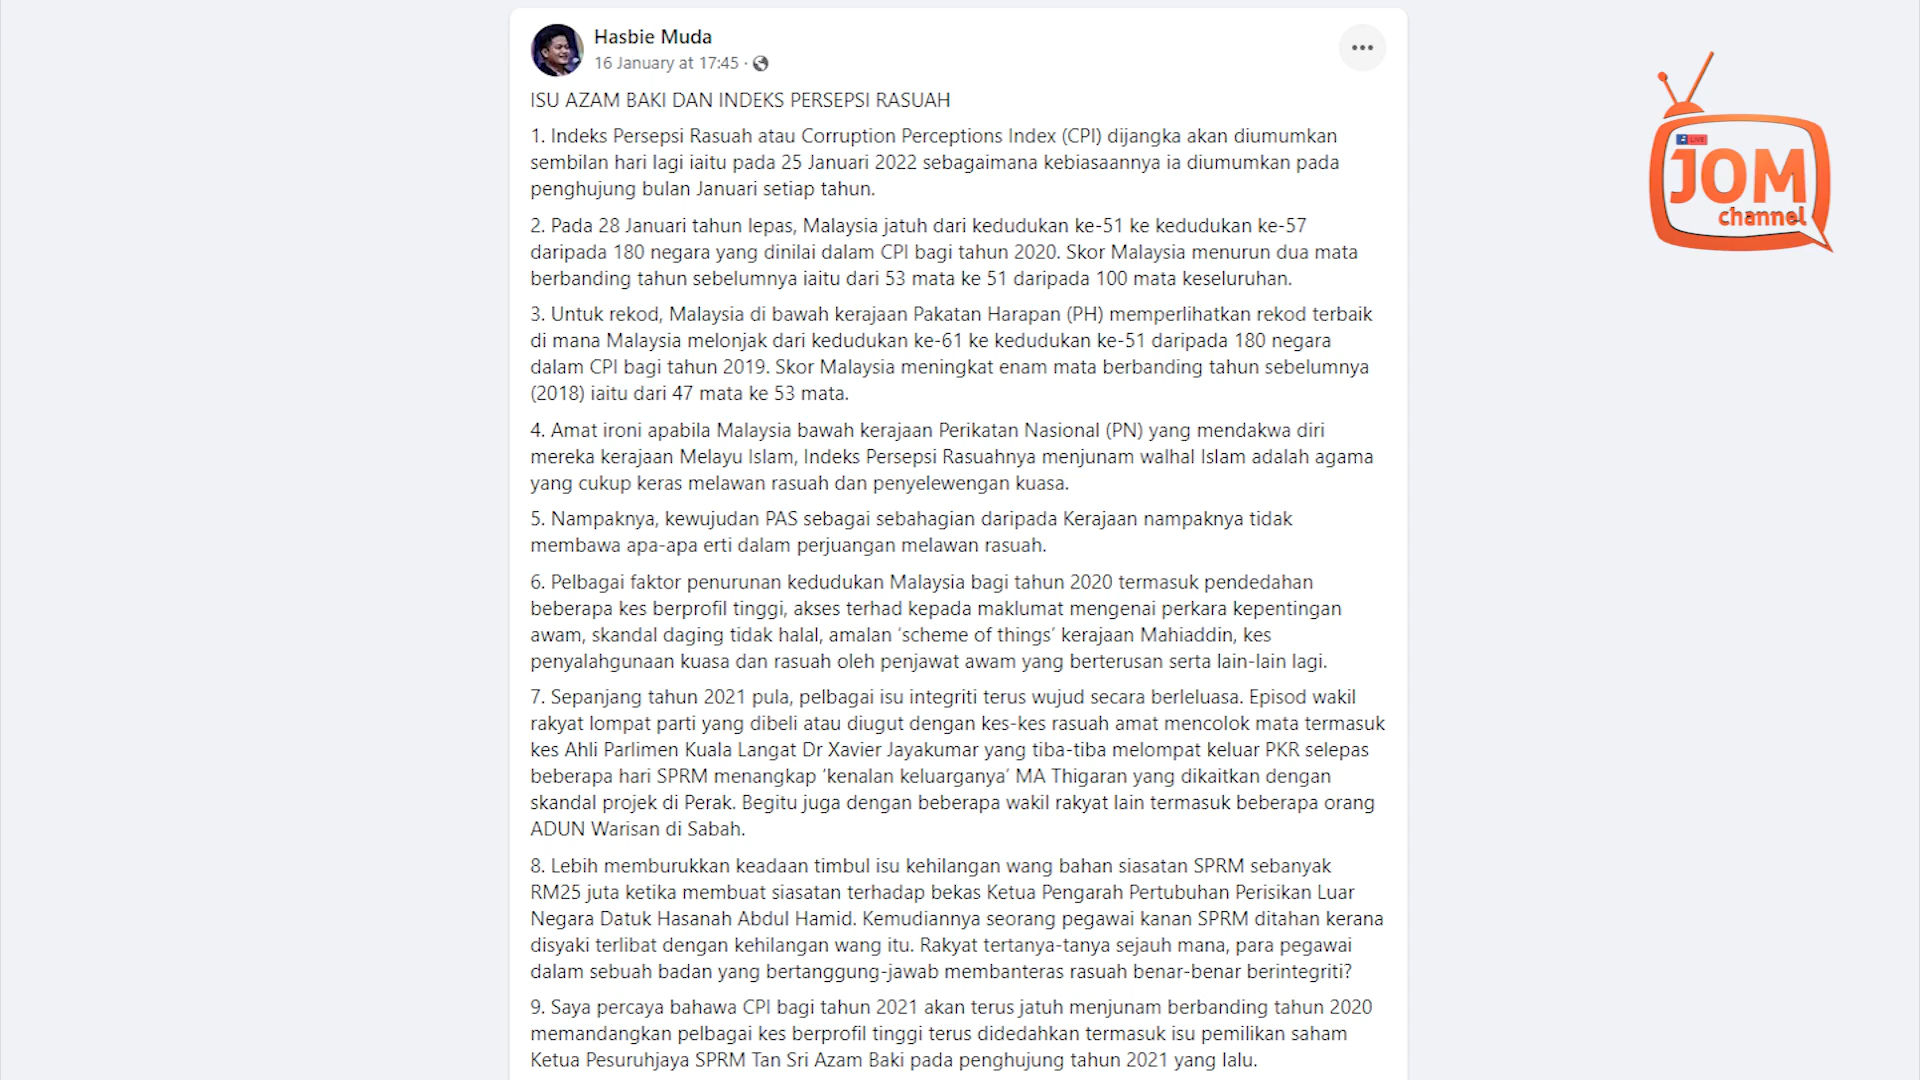 Hasbie Muda
16 January at 17:45 ·
ISU AZAM BAKI DAN INDEKS PERSEPSI RASUAH
1. Indeks Persepsi Rasuah atau Corruption Perceptions Index (CPI) dijangka akan diumumkan
sembilan hari lagi iaitu pada 25 Januari 2022 sebagaimana kebiasaannya ia diumumkan pada
penghujung bulan Januari setiap tahun.
2. Pada 28 Januari tahun lepas, Malaysia jatuh dari kedudukan ke-51 ke kedudukan ke-57
daripada 180 negara yang dinilai dalam CPI bagi tahun 2020. Skor Malaysia menurun dua mata
berbanding tahun sebelumnya iaitu dari 53 mata ke 51 daripada 100 mata keseluruhan.
3. Untuk rekod, Malaysia di bawah kerajaan Pakatan Harapan (PH) memperlihatkan rekod terbaik
di mana Malaysia melonjak dari kedudukan ke-61 ke kedudukan ke-51 daripada 180 negara
dalam CPI bagi tahun 2019. Skor Malaysia meningkat enam mata berbanding tahun sebelumnya
(2018) iaitu dari 47 mata ke 53 mata.
4. Amat ironi apabila Malaysia bawah kerajaan Perikatan Nasional (PN) yang mendakwa diri
mereka kerajaan Melayu Islam, Indeks Persepsi Rasuahnya menjunam walhal Islam adalah agama
yang cukup keras melawan rasuah dan penyelewengan kuasa.
5. Nampaknya, kewujudan PAS sebagai sebahagian daripada Kerajaan nampaknya tidak
membawa apa-apa erti dalam perjuangan melawan rasuah.
6. Pelbagai faktor penurunan kedudukan Malaysia bagi tahun 2020 termasuk pendedahan
beberapa kes berprofil tinggi, akses terhad kepada maklumat mengenai perkara kepentingan
awam, skandal daging tidak halal, amalan ‘scheme of things’ kerajaan Mahiaddin, kes
penyalahgunaan kuasa dan rasuah oleh penjawat awam yang berterusan serta lain-lain lagi.
7. Sepanjang tahun 2021 pula, pelbagai isu integriti terus wujud secara berleluasa. Episod wakil
rakyat lompat parti yang dibeli atau diugut dengan kes-kes rasuah amat mencolok mata termasuk
kes Ahli Parlimen Kuala Langat Dr Xavier Jayakumar yang tiba-tiba melompat keluar PKR selepas
beberapa hari SPRM menangkap ‘kenalan keluarganya’ MA Thigaran yang dikaitkan dengan
skandal projek di Perak. Begitu juga dengan beberapa wakil rakyat lain termasuk beberapa orang
ADUN Warisan di Sabah.
8. Lebih memburukkan keadaan timbul isu kehilangan wang bahan siasatan SPRM sebanyak
RM25 juta ketika membuat siasatan terhadap bekas Ketua Pengarah Pertubuhan Perisikan Luar
Negara Datuk Hasanah Abdul Hamid. Kemudiannya seorang pegawai kanan SPRM ditahan kerana
disyaki terlibat dengan kehilangan wang itu. Rakyat tertanya-tanya sejauh mana, para pegawai
dalam sebuah badan yang bertanggung-jawab membanteras rasuah benar-benar berintegriti?
9. Saya percaya bahawa CPI bagi tahun 2021 akan terus jatuh menjunam berbanding tahun 2020
memandangkan pelbagai kes berprofil tinggi terus didedahkan termasuk isu pemilikan saham
Ketua Pesuruhjaya SPRM Tan Sri Azam Baki pada penghujung tahun 2021 yang lalu.
LIVE
JOM
channel